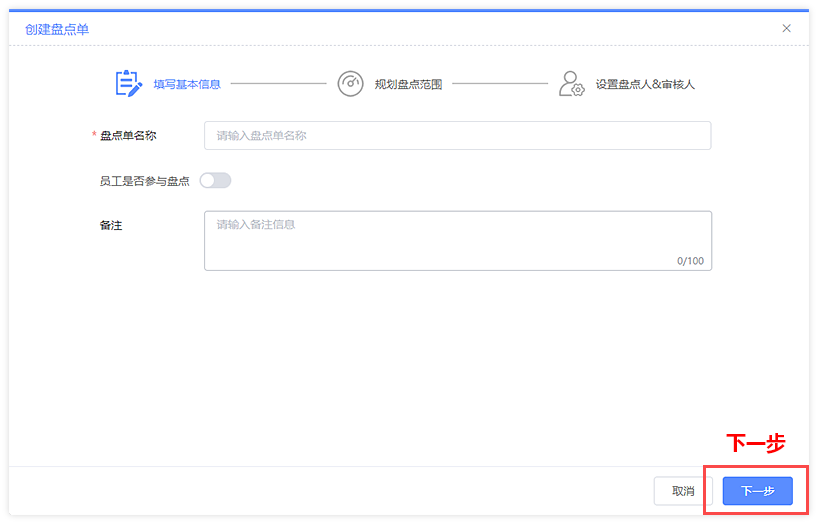 创建盘点单
填写基本信息 规划盘点范围 设置盘点人&审核人
* 盘点单名称 请输入盘点单名称
员工是否参与盘点
备注 请输入备注信息
0/100
下一步
取消 下一步